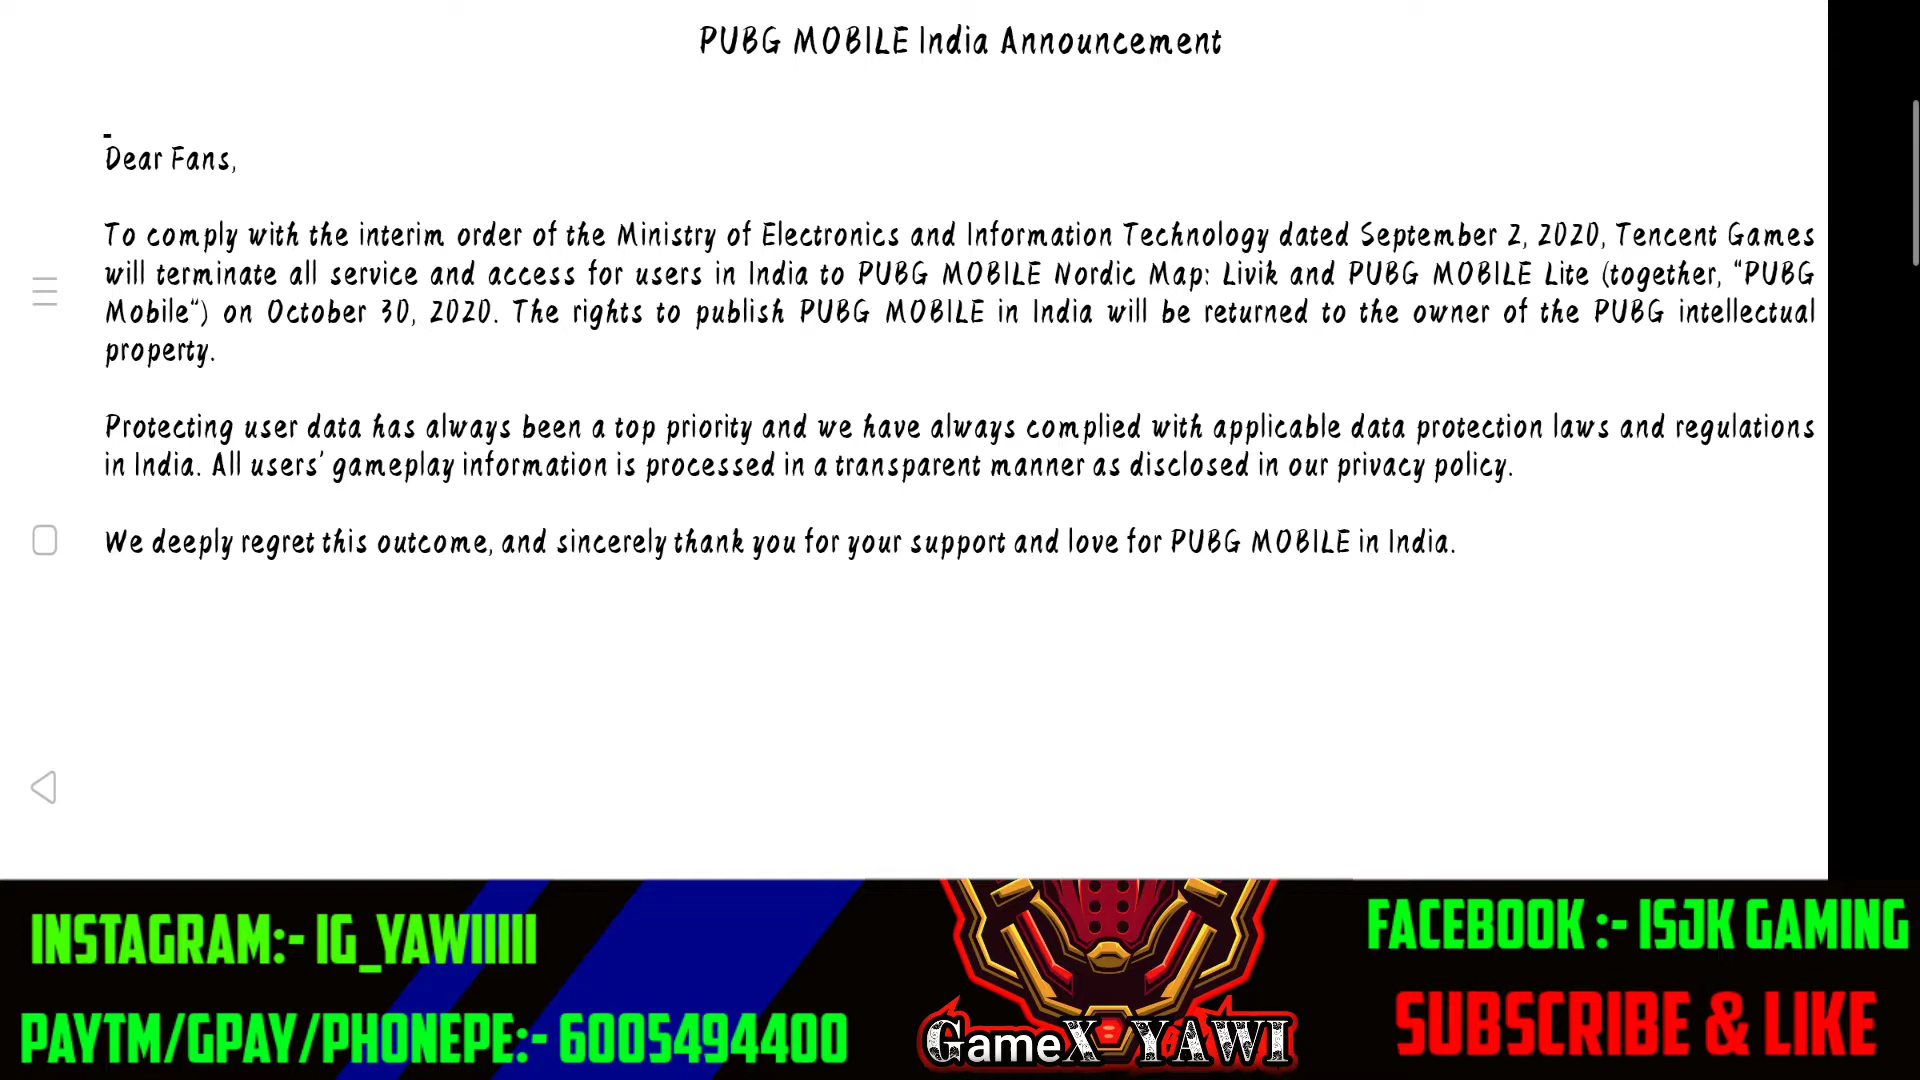 PUBG MOBILE India Announcement
Dear Fans,
To comply with the interim order of the Ministry of Electronics and Information Technology dated September 2, 2020, Tencent Games
will terminate all service and access for users in India to PUBG MOBILE Nordic Map: Livik and PUBG MOBILE Lite (together, “PUBG
Mobile”) on October 30, 2020. The rights to publish PUBG MOBILE in India will be returned to the owner of the PUBG intellectual
property.
Protecting user data has always been a top priority and we have always complied with applicable data protection laws and regulations
in India. All users’ gameplay information is processed in a transparent manner as disclosed in our privacy policy.
We deeply regret this outcome, and sincerely thank you for your support and love for PUBG MOBILE in India.
INSTAGRAM:- IG_YAWIIIII
PAYTM/GPAY/PHONEPE:- 6005494400
GameX YAWI
FACEBOOK :- ISJK GAMING
SUBSCRIBE & LIKE